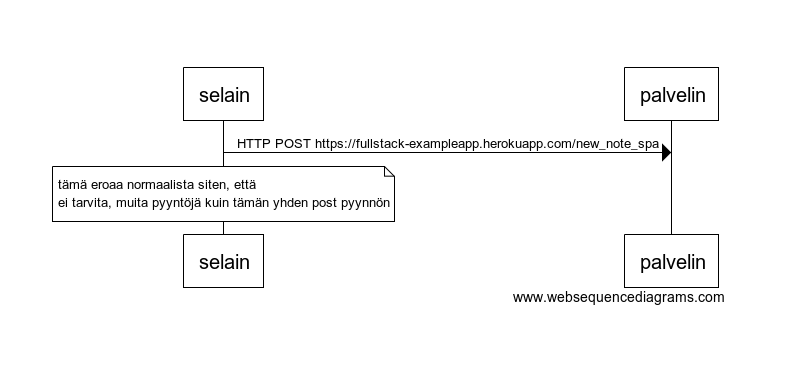 selain
palvelin
HTTP POST https://fullstack-exampleapp.herokuapp.com/new_note_spa
tämä eroaa normaalista siten, että
ei tarvita, muita pyyntöjä kuin tämän yhden post pyynnön
selain
palvelin
www.websequencediagrams.com